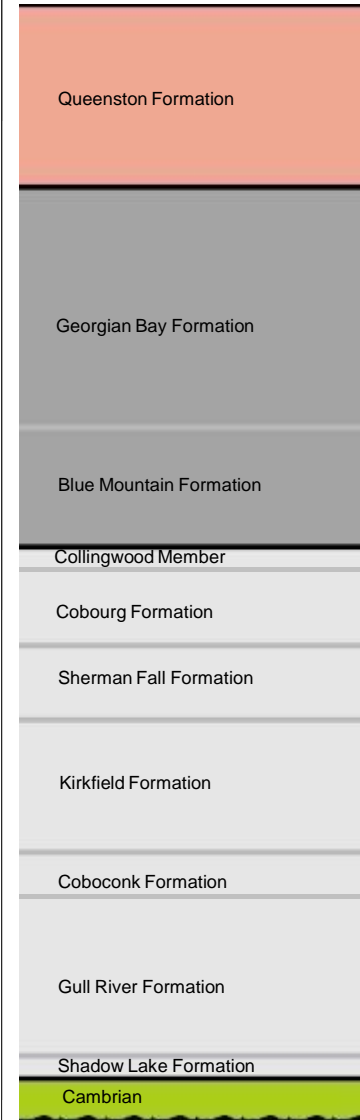 Queenston Formation
Georgian Bay Formation
Blue Mountain Formation
Collingwood Member
Cobourg Formation
Sherman Fall Formation
Kirkfield Formation
Coboconk Formation
Gull River Formation
Shadow Lake Formation
Cambrian